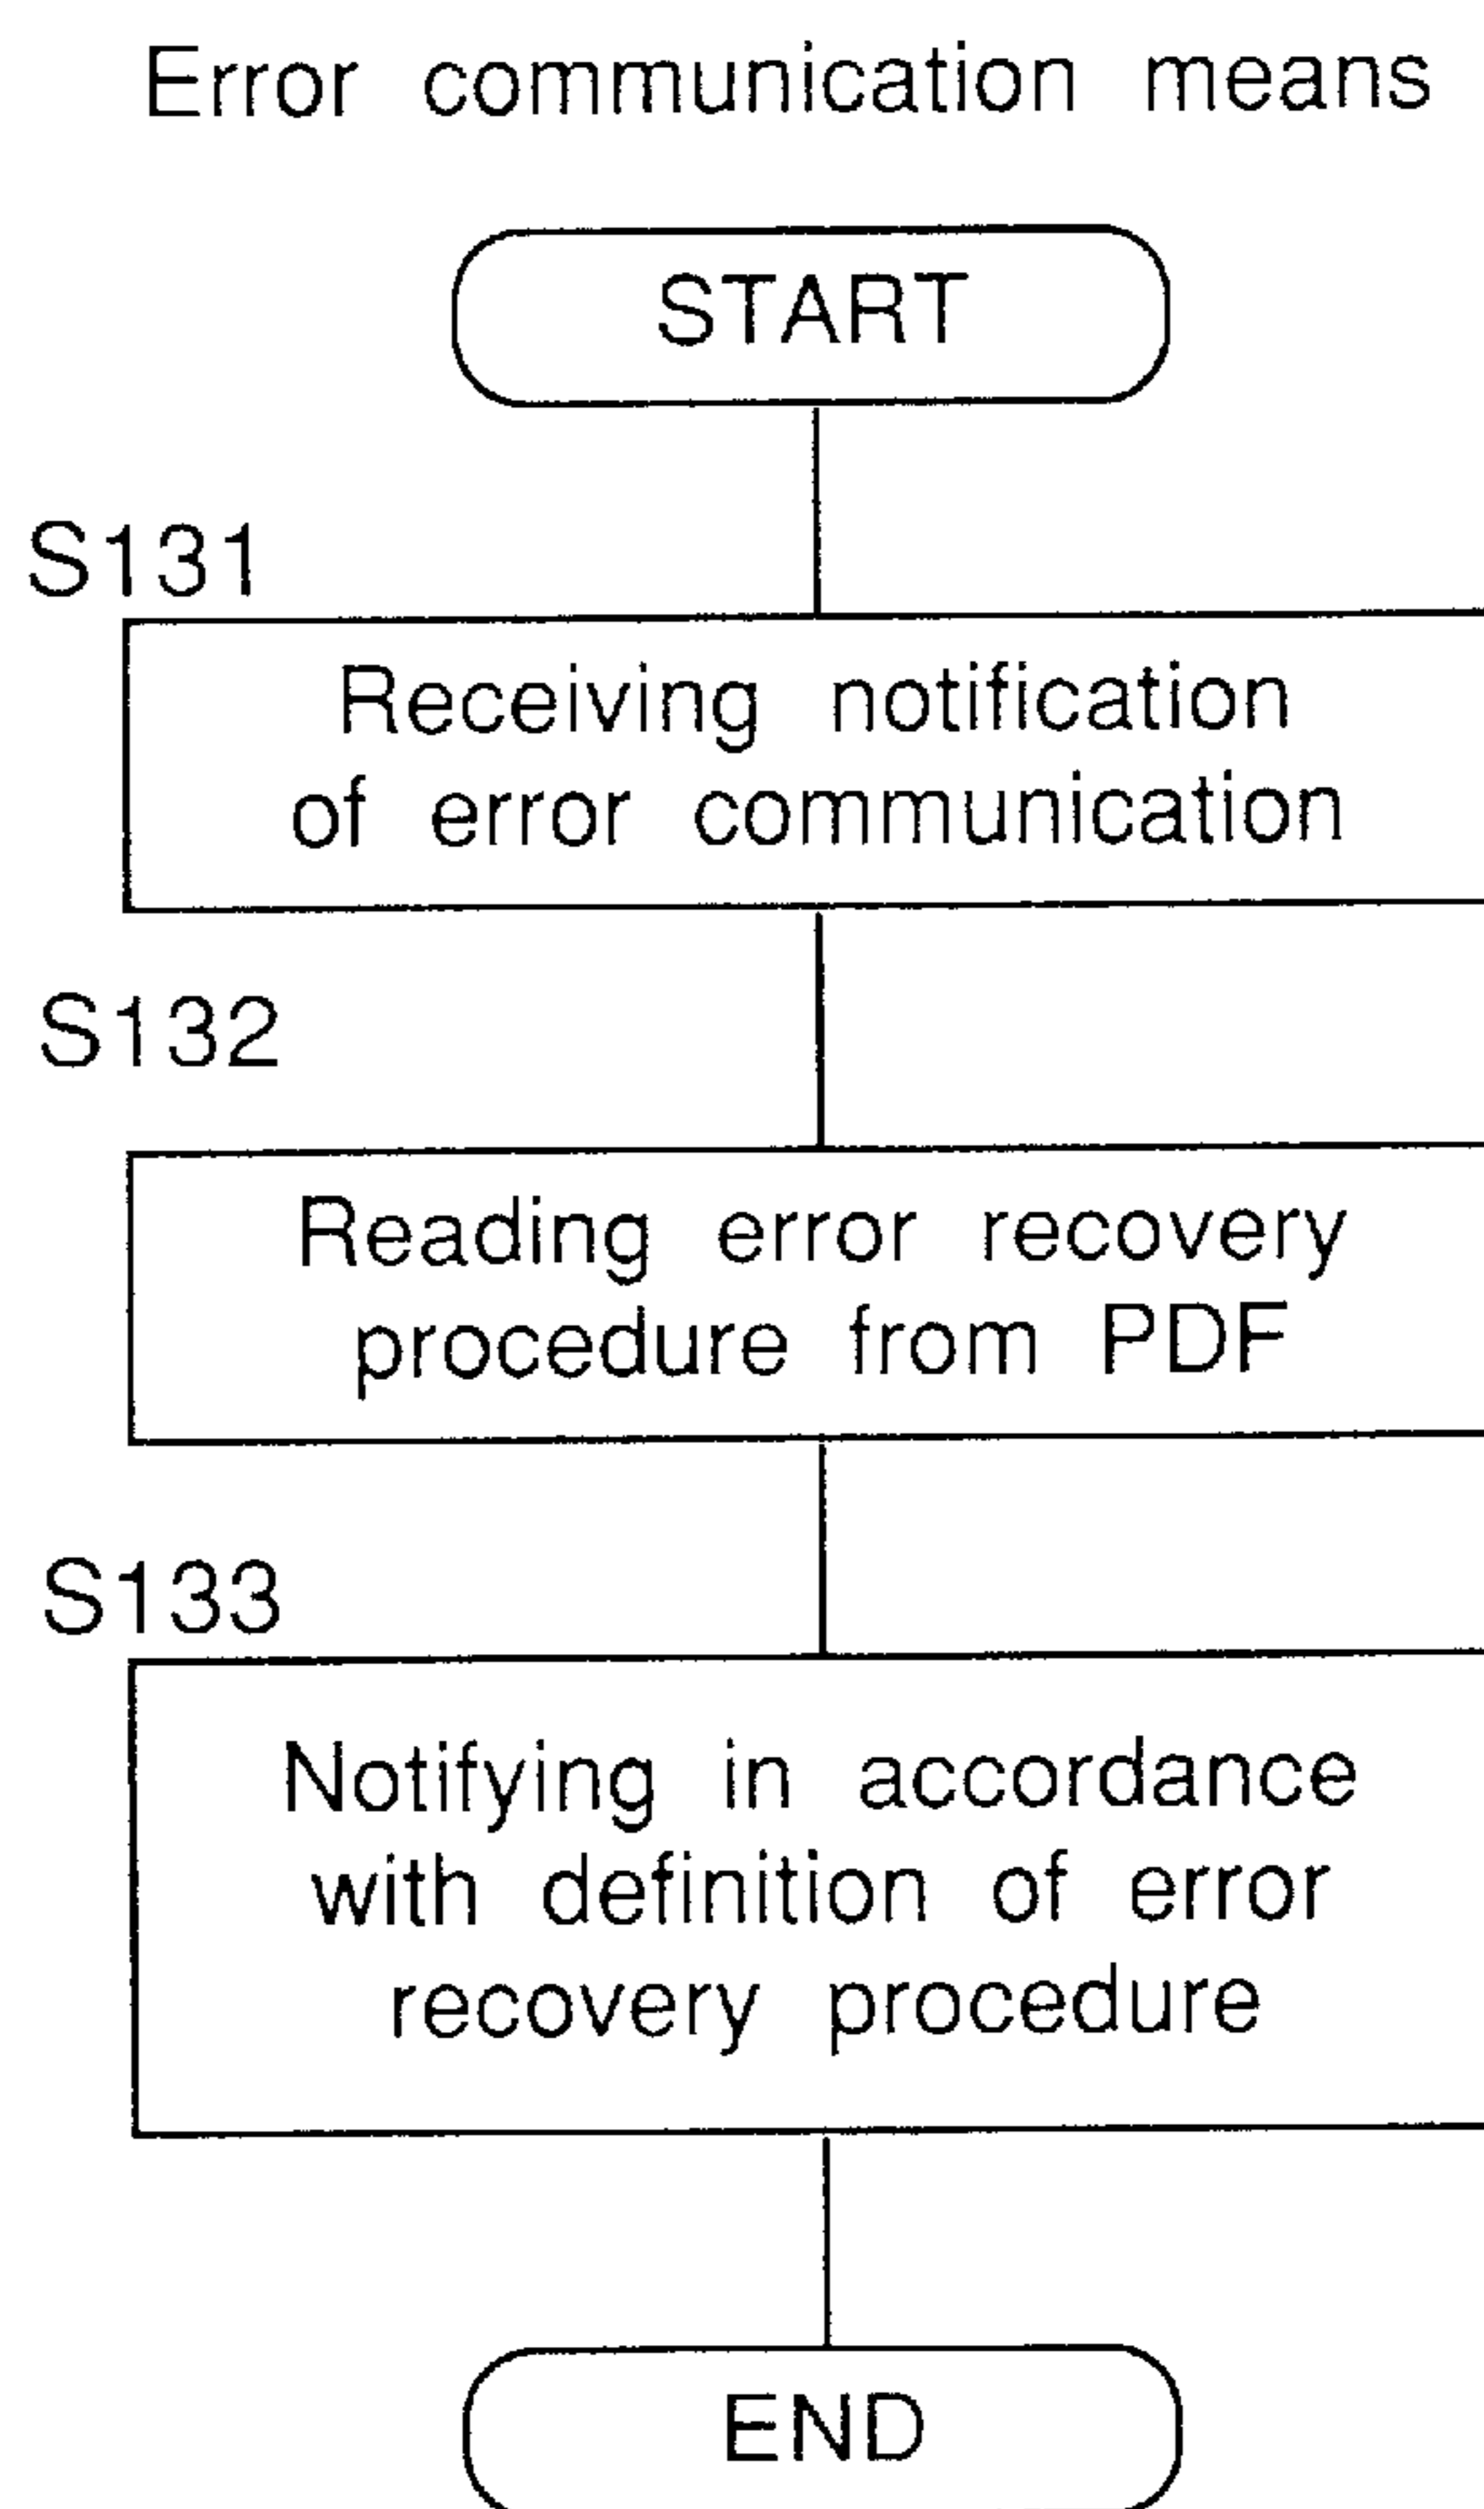 Error communication means
START
S131
Receiving notification
of error communication
S132
Reading error recovery
procedure from PDF
S133
Notifying in accordance
with definition of error
recovery procedure
END